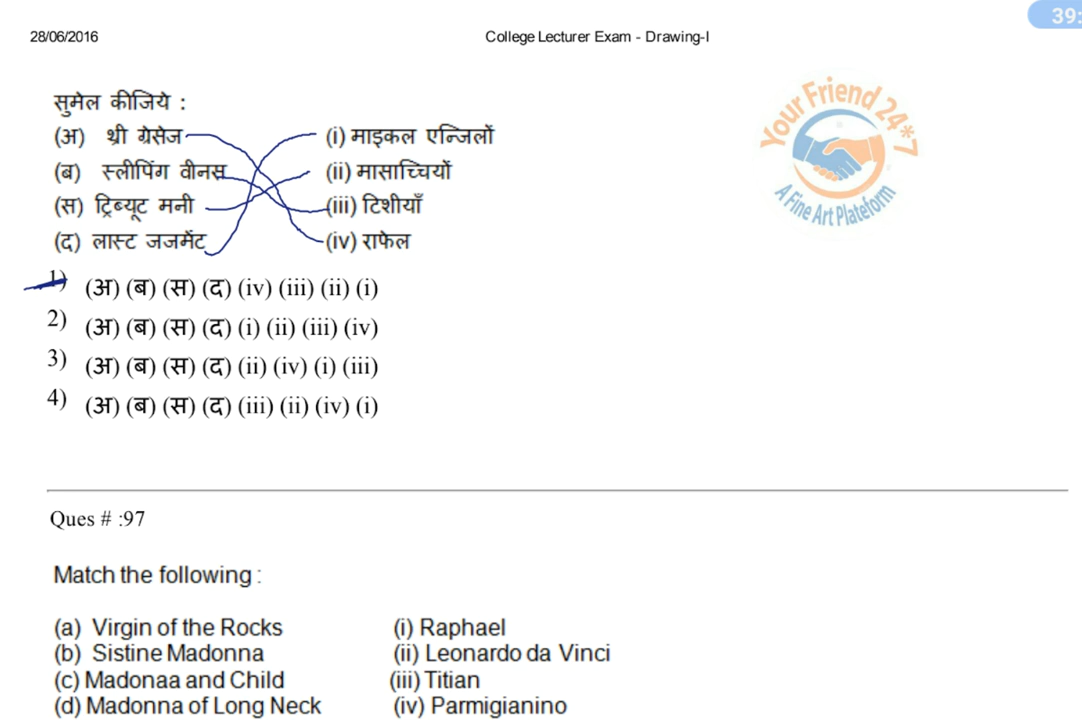 39:
28/06/2016 College Lecturer Exam - Drawing-I
Your Friend 24*7
A Fine Art Plateform
सुमेल कीजिये :
(अ) थ्री ग्रेसेज (i) माइकल एन्जिलों
(ब) स्लीपिंग वीनस (ii) मासाच्चियों
(स) ट्रिब्यूट मनी (iii) टिशीयाँ
(द) लास्ट जजमेंट (iv) राफेल
1) (अ) (ब) (स) (द) (iv) (iii) (ii) (i)
2) (अ) (ब) (स) (द) (i) (ii) (iii) (iv)
3) (अ) (ब) (स) (द) (ii) (iv) (i) (iii)
4) (अ) (ब) (स) (द) (iii) (ii) (iv) (i)
Ques # :97
Match the following :
(a) Virgin of the Rocks (i) Raphael
(b) Sistine Madonna (ii) Leonardo da Vinci
(c) Madonaa and Child (iii) Titian
(d) Madonna of Long Neck (iv) Parmigianino